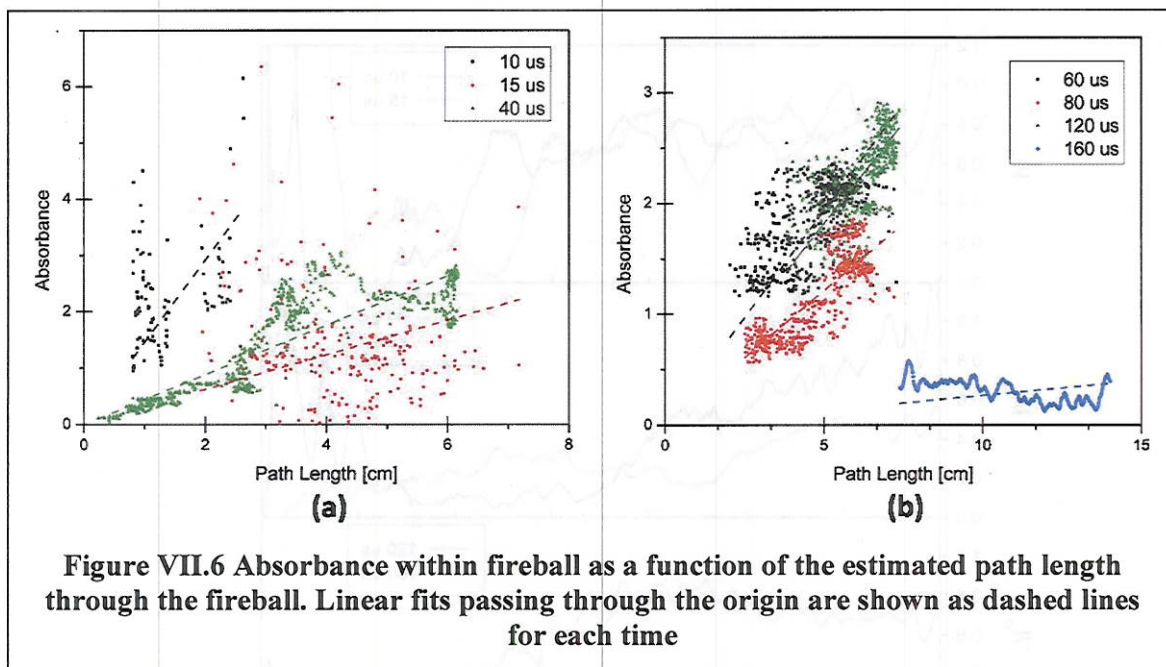 10 us
15 us
40 us
Absorbance
6
4
2
0
0 2 4 6 8
Path Length [cm]
(a)
60 us
80 us
120 us
160 us
Absorbance
3
2
1
0
0 5 10 15
Path Length [cm]
(b)
Figure VII.6 Absorbance within fireball as a function of the estimated path length
through the fireball. Linear fits passing through the origin are shown as dashed lines
for each time